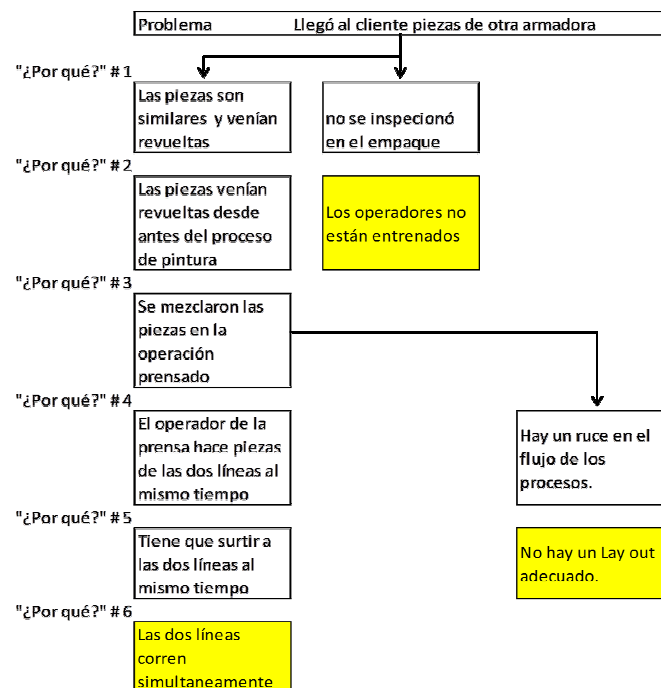 Problema Llegó al cliente piezas de otra armadora
"¿Por qué?" # 1
Las piezas son
similares y venían
revueltas
no se inspecionó
en el empaque
"¿Por qué?" # 2
Las piezas venían
revueltas desde
antes del proceso
de pintura
Los operadores no
están entrenados
"¿Por qué?" # 3
Se mezclaron las
piezas en la
operación
prensado
"¿Por qué?" # 4
El operador de la
prensa hace piezas
de las dos líneas al
mismo tiempo
Hay un ruce en el
flujo de los
procesos.
"¿Por qué?" # 5
Tiene que surtir a
las dos líneas al
mismo tiempo
No hay un Lay out
adecuado.
"¿Por qué?" # 6
Las dos líneas
corren
simultaneamente